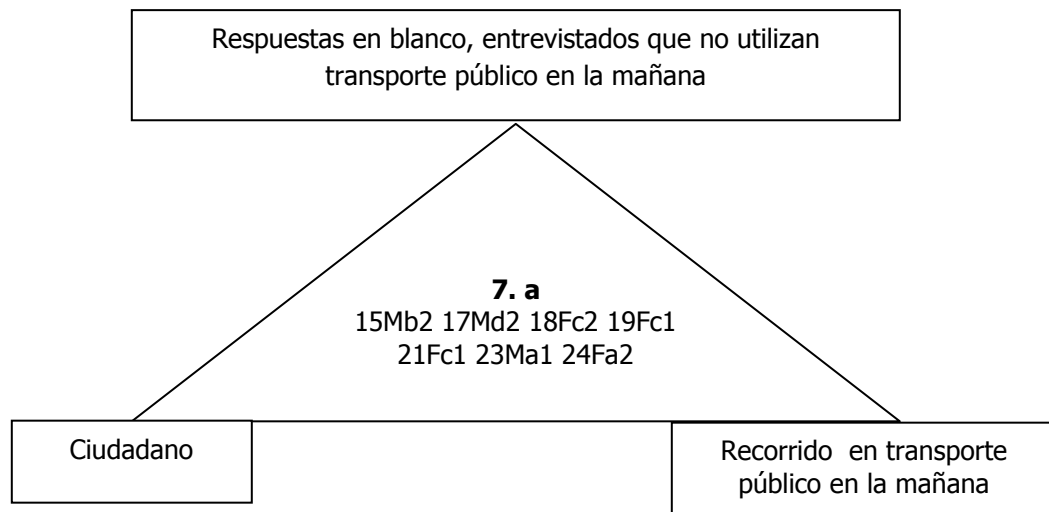 Respuestas en blanco, entrevistados que no utilizan
transporte público en la mañana
7. a
15Mb2 17Md2 18Fc2 19Fc1
21Fc1 23Ma1 24Fa2
Ciudadano
Recorrido en transporte
público en la mañana